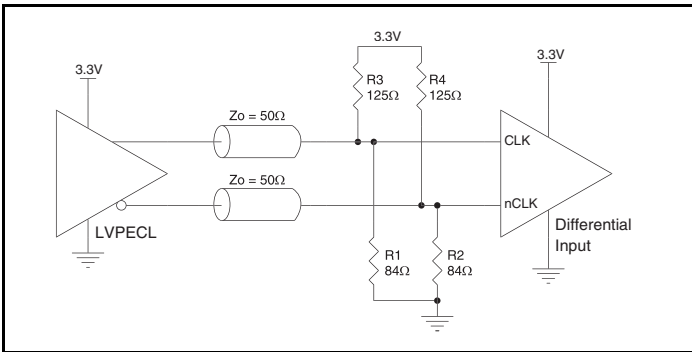 3.3V
3.3V
3.3V
R3
125Ω
R4
125Ω
Zo = 50Ω
CLK
Zo = 50Ω
nCLK
LVPECL
Differential
Input
R1
84Ω
R2
84Ω